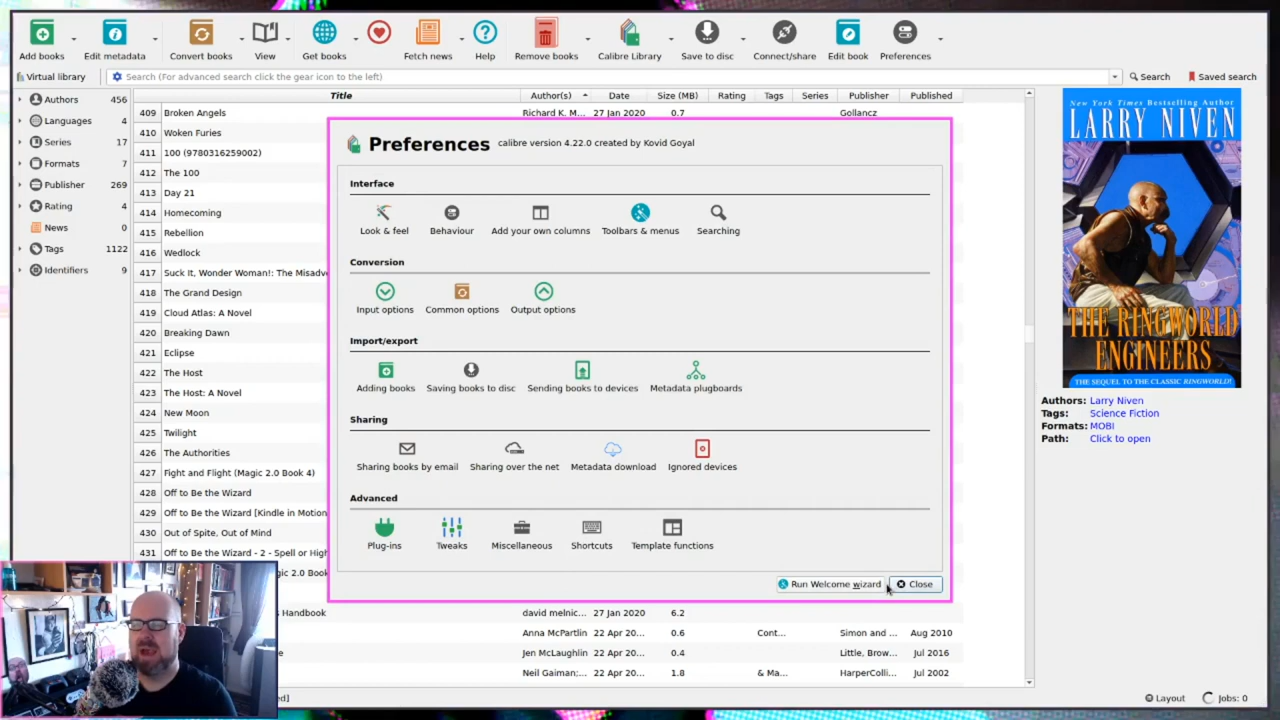 Add books
Edit metadata
Convert books
View
Get books
Fetch news
Help
Remove books
Calibre Library
Save to disc
Connect/share
Edit book
Preferences
Virtual library
Search (For advanced search click the gear icon to the left)
Search
Saved search
Authors 456
Languages 4
Series 17
Formats 7
Publisher 269
Rating 4
News 0
Tags 1122
Identifiers 9
Title Author(s) Date Size (MB) Rating Tags Series Publisher Published
409 Broken Angels Richard K. M... 27 Jan 2020 0.7 Gollancz
410 Woken Furies
411 100 (9780316259002)
412 The 100
413 Day 21
414 Homecoming
415 Rebellion
416 Wedlock
417 Suck It, Wonder Woman!: The Misadve
418 The Grand Design
419 Cloud Atlas: A Novel
420 Breaking Dawn
421 Eclipse
422 The Host
423 The Host: A Novel
424 New Moon
425 Twilight
426 The Authorities
427 Fight and Flight (Magic 2.0 Book 4)
428 Off to Be the Wizard
429 Off to Be the Wizard [Kindle in Motion
430 Out of Spite, Out of Mind
431 Off to Be the Wizard - 2 - Spell or High
ic 2.0 Book
Handbook david melnic... 27 Jan 2020 6.2
Anna McPartlin 22 Apr 20... 0.6 Cont... Simon and ... Aug 2010
e Jen McLaughlin 22 Apr 20... 0.4 Little, Brow... Jul 2016
Neil Gaiman;... 22 Apr 20... 1.8 & Ma... HarperColli... Jul 2002
Preferences calibre version 4.22.0 created by Kovid Goyal
Interface
Look & feel
Behaviour
Add your own columns
Toolbars & menus
Searching
Conversion
Input options
Common options
Output options
Import/export
Adding books
Saving books to disc
Sending books to devices
Metadata plugboards
Sharing
Sharing books by email
Sharing over the net
Metadata download
Ignored devices
Advanced
Plug-ins
Tweaks
Miscellaneous
Shortcuts
Template functions
Run Welcome wizard
Close
New York Times Bestselling Author
LARRY NIVEN
THE RINGWORLD
ENGINEERS
THE SEQUEL TO THE CLASSIC RINGWORLD!
Authors: Larry Niven
Tags: Science Fiction
Formats: MOBI
Path: Click to open
ed]
Layout
Jobs: 0